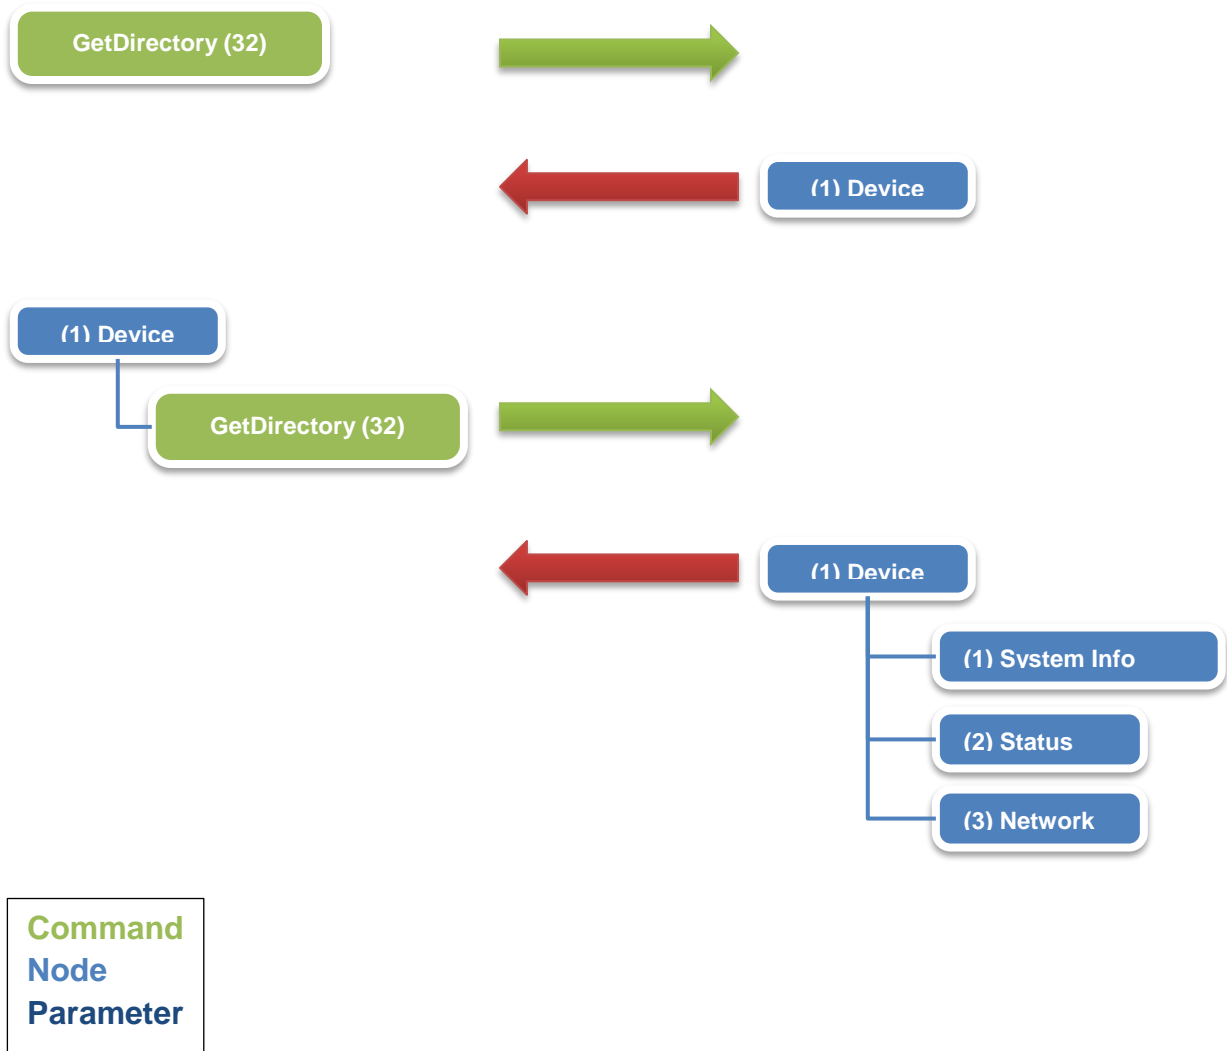 GetDirectory (32)
(1) Device
(1) Device
GetDirectory (32)
(1) Device
(1) System Info
(2) Status
(3) Network
Command
Node
Parameter